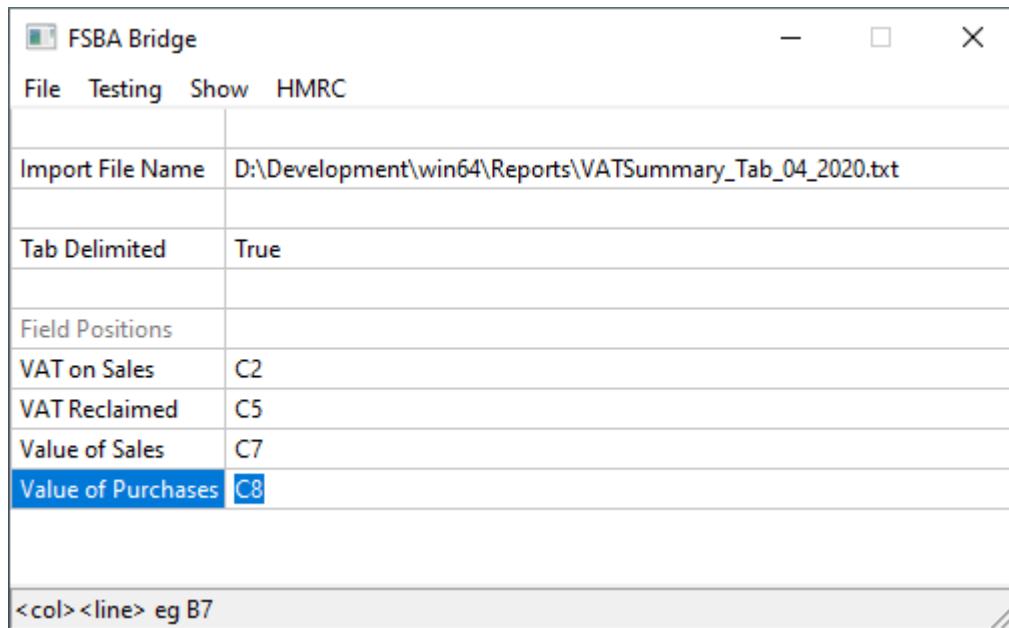 FSBA Bridge
File Testing Show HMRC
Import File Name D:\Development\win64\Reports\VATSummary_Tab_04_2020.txt
Tab Delimited True
Field Positions
VAT on Sales C2
VAT Reclaimed C5
Value of Sales C7
Value of Purchases C8
<col><line> eg B7